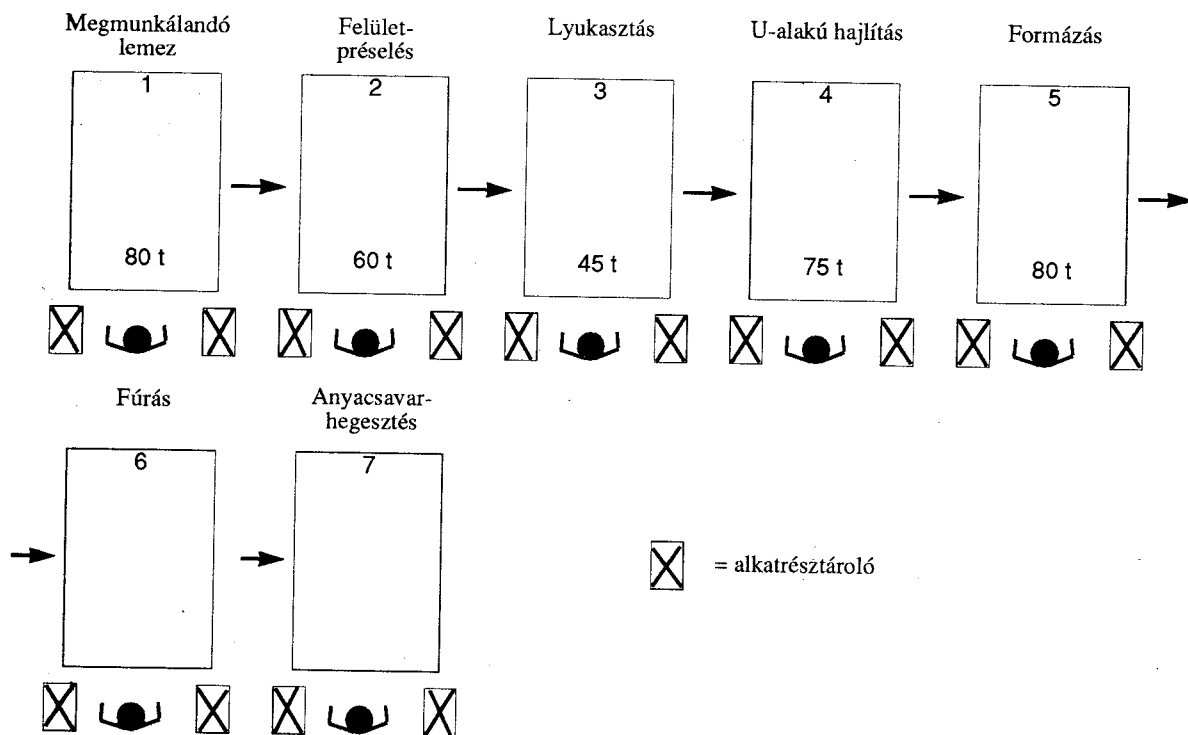 Megmunkálandó
lemez
Felület-
préselés
Lyukasztás
U-alakú hajlítás
Formázás
1
2
3
4
5
80 t
60 t
45 t
75 t
80 t
Fúrás
Anyacsavar-
hegesztés
6
7
= alkatrésztároló